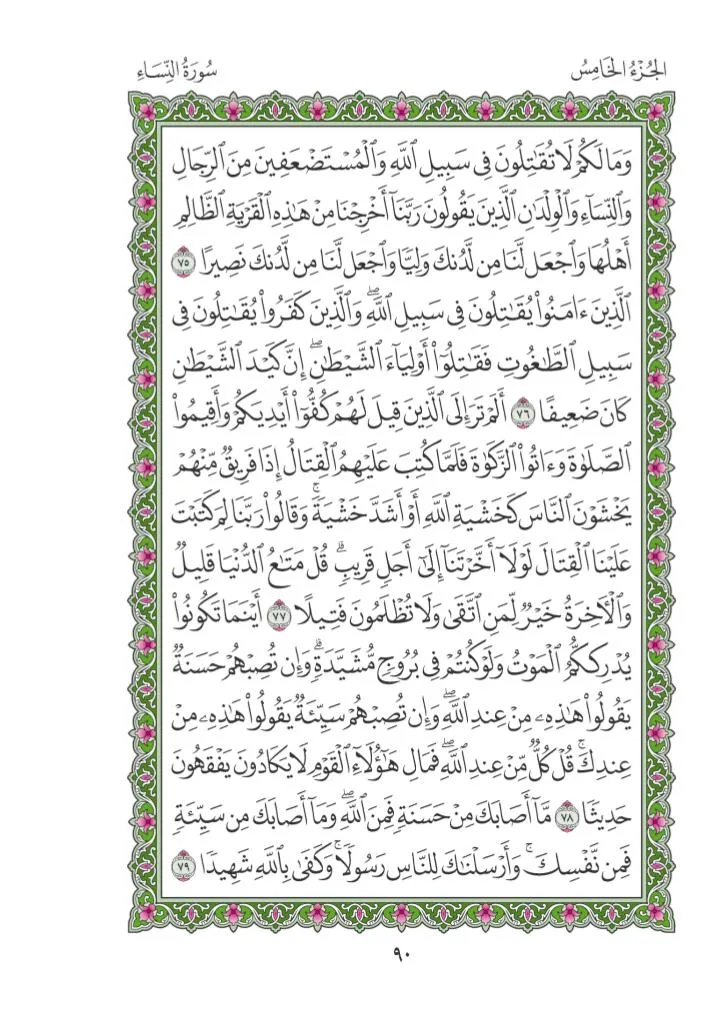 الجُزْءُ الخَامِسُ
سُورَةُ النِّسَاءِ
وَمَا لَكُمْ لَا تُقَٰتِلُونَ فِى سَبِيلِ ٱللَّهِ وَٱلْمُسْتَضْعَفِينَ مِنَ ٱلرِّجَالِ
وَٱلنِّسَآءِ وَٱلْوِلْدَٰنِ ٱلَّذِينَ يَقُولُونَ رَبَّنَآ أَخْرِجْنَا مِنْ هَٰذِهِ ٱلْقَرْيَةِ ٱلظَّالِمِ
أَهْلُهَا وَٱجْعَل لَّنَا مِن لَّدُنكَ وَلِيًّا وَٱجْعَل لَّنَا مِن لَّدُنكَ نَصِيرًا ٧٥
ٱلَّذِينَ ءَامَنُوا۟ يُقَٰتِلُونَ فِى سَبِيلِ ٱللَّهِۖ وَٱلَّذِينَ كَفَرُوا۟ يُقَٰتِلُونَ فِى
سَبِيلِ ٱلطَّٰغُوتِ فَقَٰتِلُوٓا۟ أَوْلِيَآءَ ٱلشَّيْطَٰنِۖ إِنَّ كَيْدَ ٱلشَّيْطَٰنِ
كَانَ ضَعِيفًا ٧٦ أَلَمْ تَرَ إِلَى ٱلَّذِينَ قِيلَ لَهُمْ كُفُّوٓا۟ أَيْدِيَكُمْ وَأَقِيمُوا۟
ٱلصَّلَوٰةَ وَءَاتُوا۟ ٱلزَّكَوٰةَ فَلَمَّا كُتِبَ عَلَيْهِمُ ٱلْقِتَالُ إِذَا فَرِيقٌ مِّنْهُمْ
يَخْشَوْنَ ٱلنَّاسَ كَخَشْيَةِ ٱللَّهِ أَوْ أَشَدَّ خَشْيَةًۚ وَقَالُوا۟ رَبَّنَا لِمَ كَتَبْتَ
عَلَيْنَا ٱلْقِتَالَ لَوْلَآ أَخَّرْتَنَآ إِلَىٰٓ أَجَلٍ قَرِيبٍۗ قُلْ مَتَٰعُ ٱلدُّنْيَا قَلِيلٌ
وَٱلْءَاخِرَةُ خَيْرٌ لِّمَنِ ٱتَّقَىٰ وَلَا تُظْلَمُونَ فَتِيلًا ٧٧ أَيْنَمَا تَكُونُوا۟
يُدْرِككُّمُ ٱلْمَوْتُ وَلَوْ كُنتُمْ فِى بُرُوجٍ مُّشَيَّدَةٍۗ وَإِن تُصِبْهُمْ حَسَنَةٌ
يَقُولُوا۟ هَٰذِهِۦ مِنْ عِندِ ٱللَّهِۖ وَإِن تُصِبْهُمْ سَيِّئَةٌ يَقُولُوا۟ هَٰذِهِۦ مِنْ
عِندِكَۚ قُلْ كُلٌّ مِّنْ عِندِ ٱللَّهِۖ فَمَالِ هَٰٓؤُلَآءِ ٱلْقَوْمِ لَا يَكَادُونَ يَفْقَهُونَ
حَدِيثًا ٧٨ مَّآ أَصَابَكَ مِنْ حَسَنَةٍ فَمِنَ ٱللَّهِۖ وَمَآ أَصَابَكَ مِن سَيِّئَةٍ
فَمِن نَّفْسِكَۚ وَأَرْسَلْنَٰكَ لِلنَّاسِ رَسُولًاۚ وَكَفَىٰ بِٱللَّهِ شَهِيدًا ٧٩
٩٠